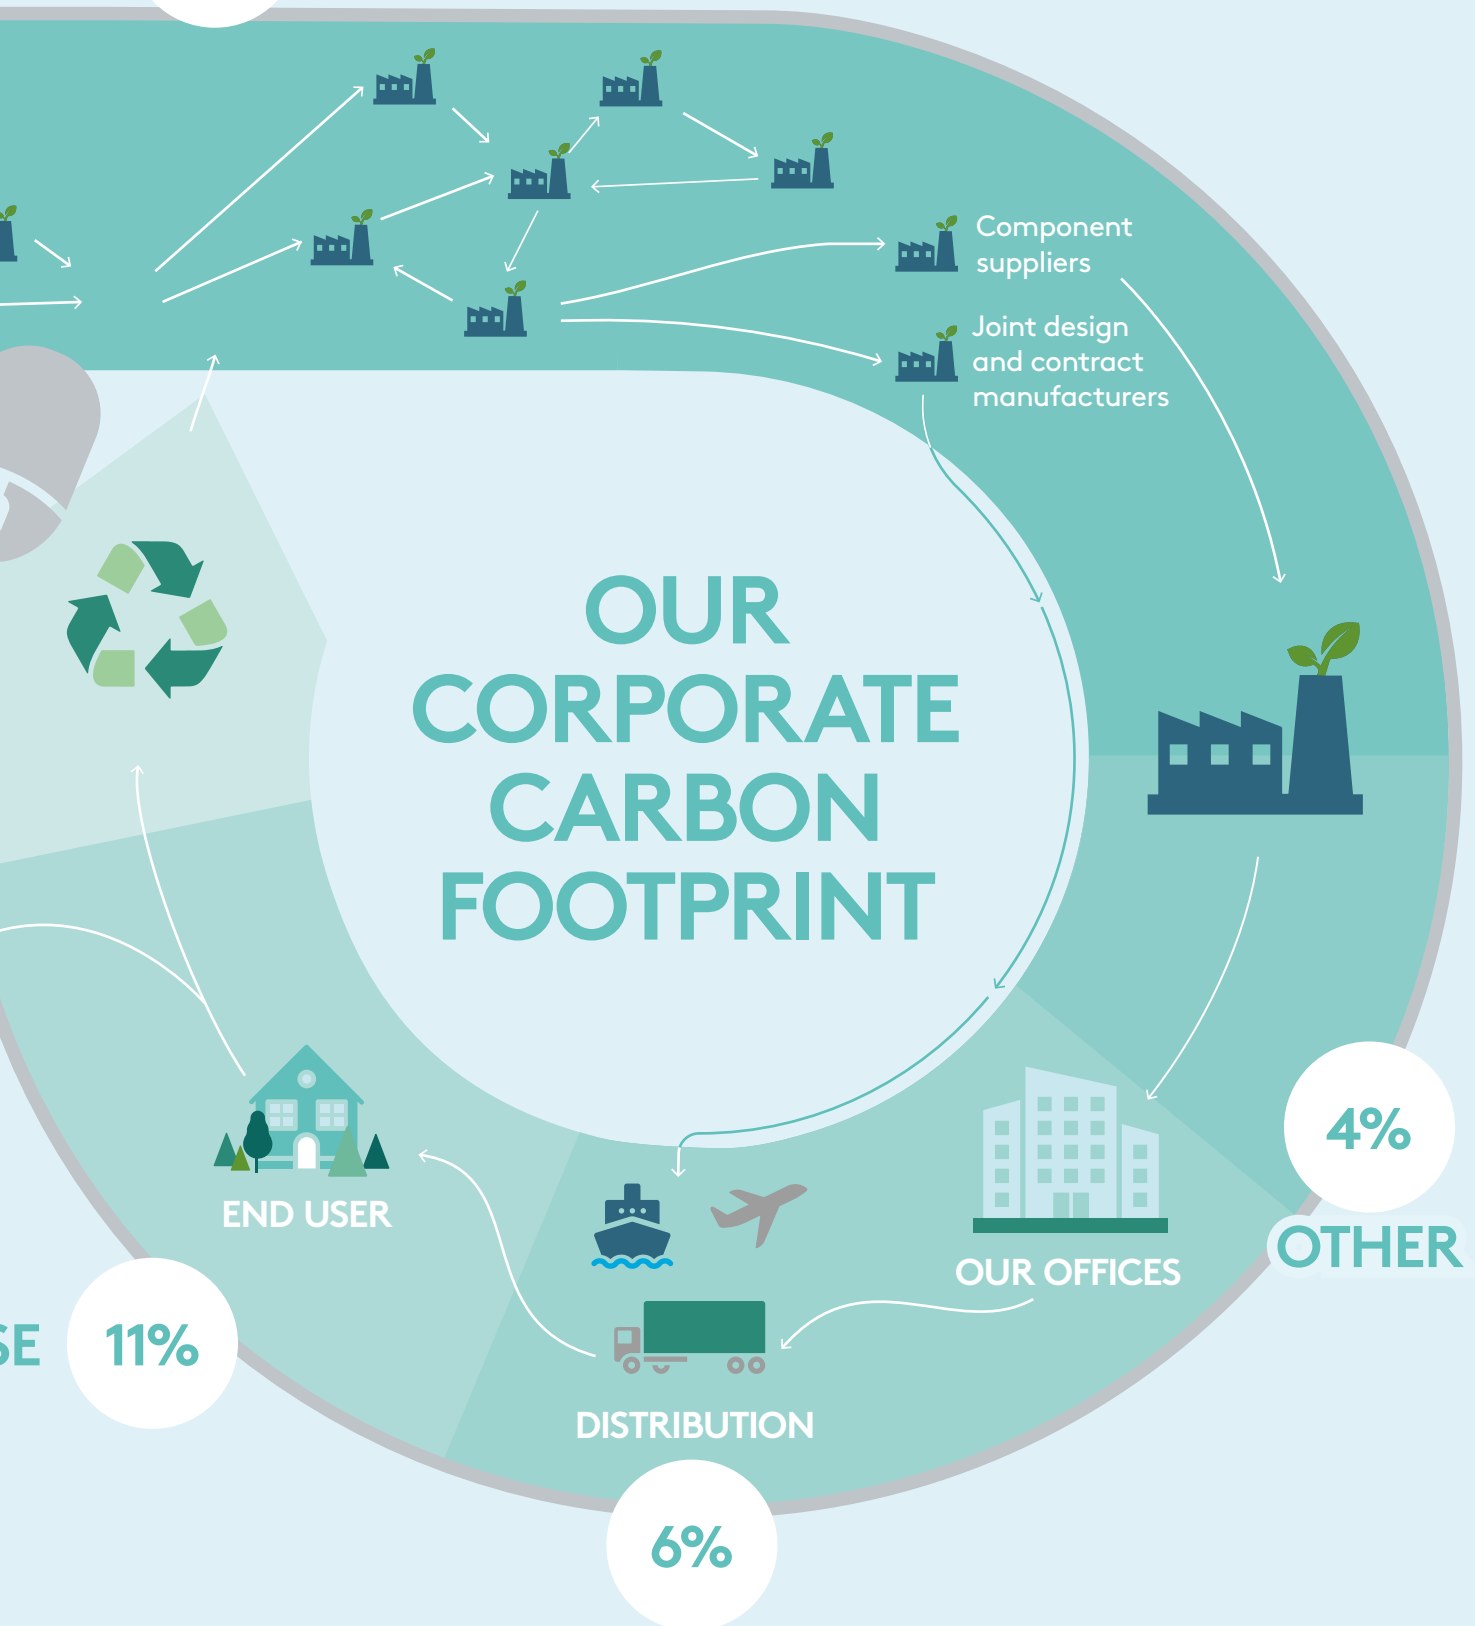 Component
suppliers
Joint design
and contract
manufacturers
OUR
CORPORATE
CARBON
FOOTPRINT
4%
OTHER
END USER
OUR OFFICES
11%
DISTRIBUTION
6%